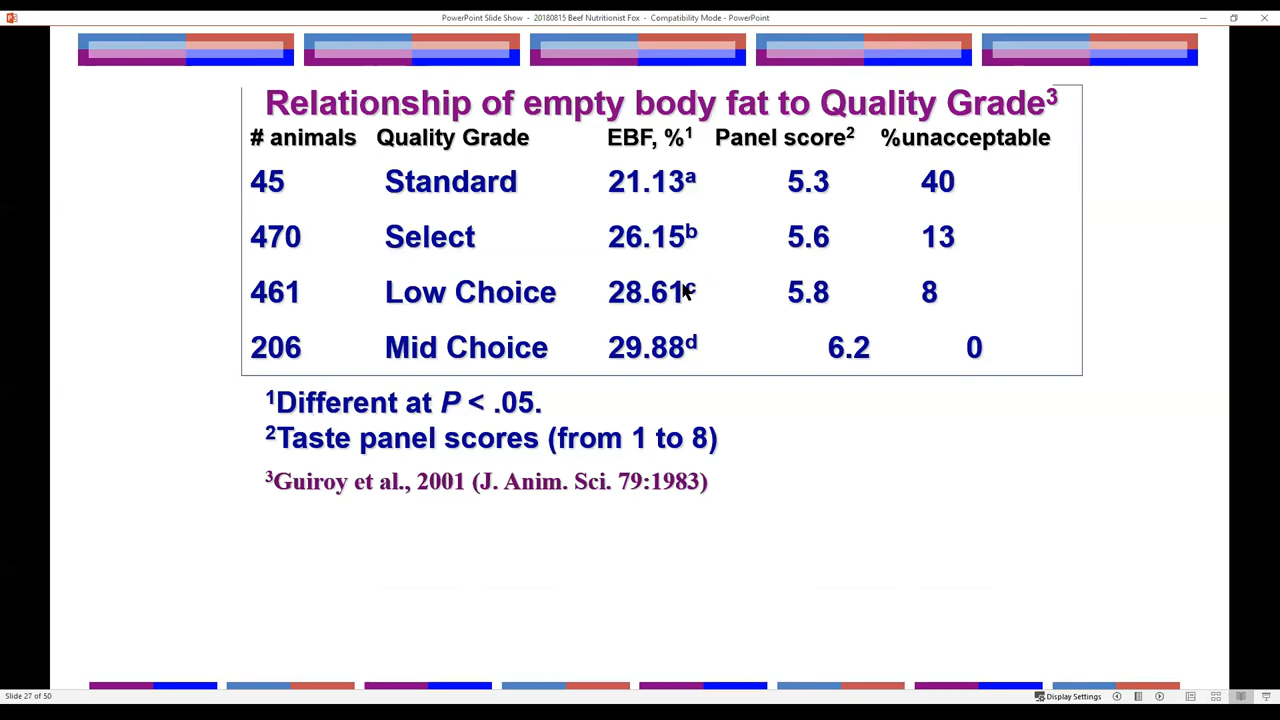 PowerPoint Slide Show - 20180815 Beef Nutritionist Fox - Compatibility Mode - PowerPoint
Relationship of empty body fat to Quality Grade³
# animals Quality Grade EBF, %¹ Panel score² %unacceptable
45 Standard 21.13ᵃ 5.3 40
470 Select 26.15ᵇ 5.6 13
461 Low Choice 28.61ᶜ 5.8 8
206 Mid Choice 29.88ᵈ 6.2 0
¹Different at P < .05.
²Taste panel scores (from 1 to 8)
³Guiroy et al., 2001 (J. Anim. Sci. 79:1983)
Slide 27 of 50 Display Settings